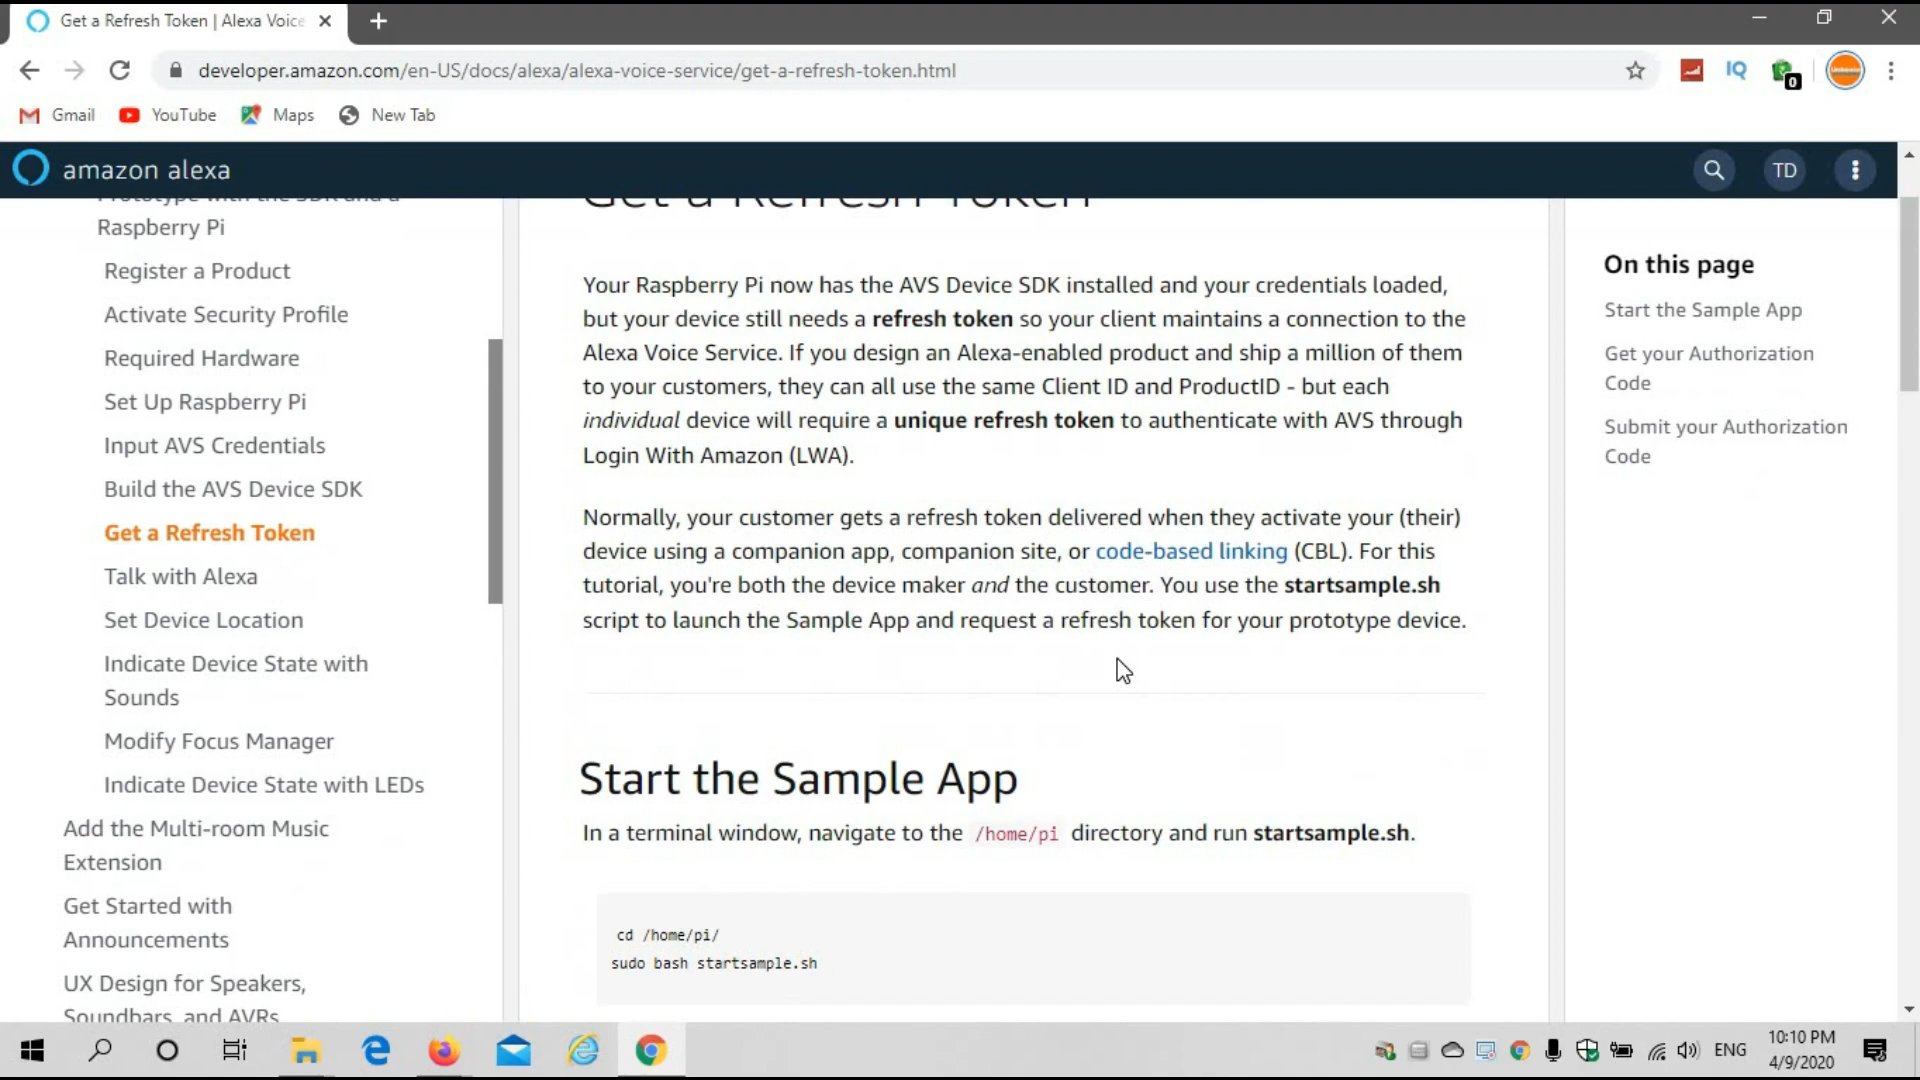 Get a Refresh Token | Alexa Voice
developer.amazon.com/en-US/docs/alexa/alexa-voice-service/get-a-refresh-token.html
IQ
0
Gmail
YouTube
Maps
New Tab
amazon alexa
TD
Prototype with the SDK and a
Raspberry Pi
Register a Product
Activate Security Profile
Required Hardware
Set Up Raspberry Pi
Input AVS Credentials
Build the AVS Device SDK
Get a Refresh Token
Talk with Alexa
Set Device Location
Indicate Device State with
Sounds
Modify Focus Manager
Indicate Device State with LEDs
Add the Multi-room Music
Extension
Get Started with
Announcements
UX Design for Speakers,
Soundbars, and AVRs
Get a Refresh Token
Your Raspberry Pi now has the AVS Device SDK installed and your credentials loaded,
but your device still needs a refresh token so your client maintains a connection to the
Alexa Voice Service. If you design an Alexa-enabled product and ship a million of them
to your customers, they can all use the same Client ID and ProductID - but each
individual device will require a unique refresh token to authenticate with AVS through
Login With Amazon (LWA).
Normally, your customer gets a refresh token delivered when they activate your (their)
device using a companion app, companion site, or code-based linking (CBL). For this
tutorial, you're both the device maker and the customer. You use the startsample.sh
script to launch the Sample App and request a refresh token for your prototype device.
Start the Sample App
In a terminal window, navigate to the /home/pi directory and run startsample.sh.
cd /home/pi/
sudo bash startsample.sh
On this page
Start the Sample App
Get your Authorization
Code
Submit your Authorization
Code
ENG
10:10 PM
4/9/2020